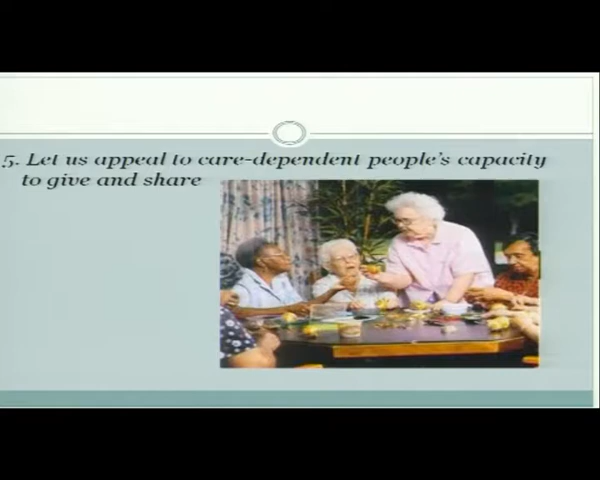 5. Let us appeal to care-dependent people's capacity
to give and share